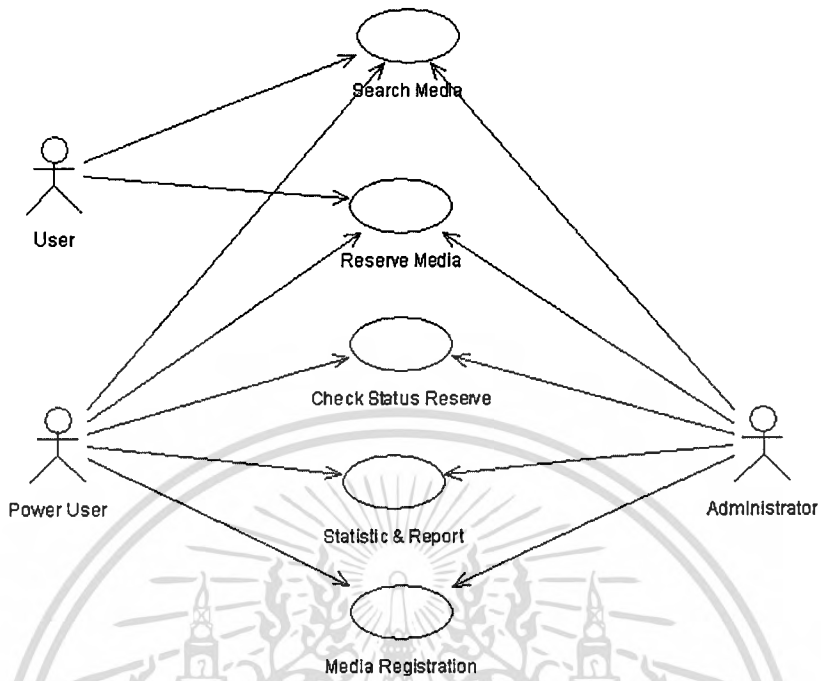 Search Media
User
Reserve Media
Check Status Reserve
Power User
Administrator
Statistic & Report
Media Registration